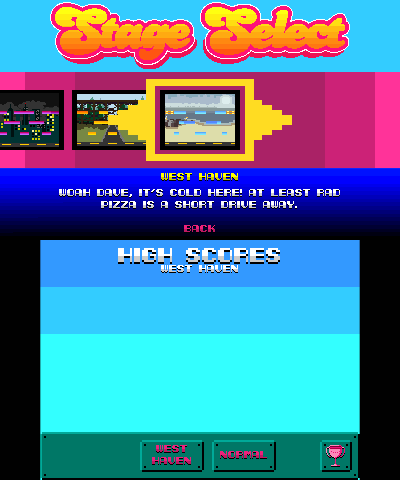 Stage Select
WEST HAVEN
WOAH DAVE, IT'S COLD HERE! AT LEAST RAD
PIZZA IS A SHORT DRIVE AWAY.
BACK
HIGH SCORES
WEST HAVEN
WEST
HAVEN
NORMAL